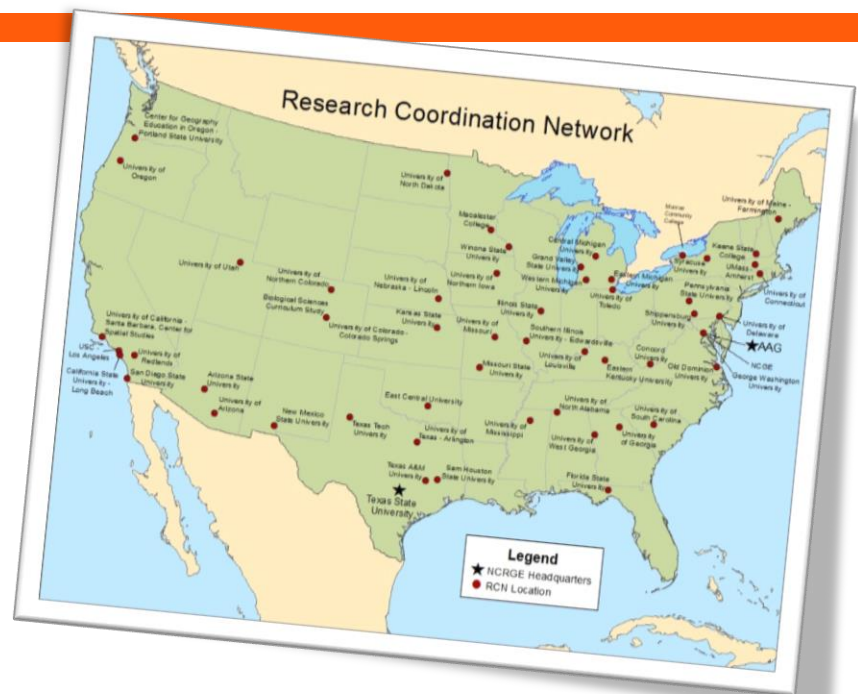 Research Coordination Network
Center for Geography
Education in Oregon -
Portland State University
University of
Oregon
University of
North Dakota
Macalester
College
Winona State
University
Central Michigan
University
Grand Valley
State University
Western Michigan
University
Eastern Michigan
University
University of
Toledo
Community
College
University of Maine -
Farmington
Syracuse
University
Keene State
College
UMass-
Amherst
University of
Connecticut
Pennsylvania
State University
Shippensburg
University
University of
Delaware
AAG
NCGE
George Washington
University
Old Dominion
University
Concord
University
University of Utah
University of
Northern Colorado
Biological Sciences
Curriculum Study
University of Colorado -
Colorado Springs
University of
Nebraska - Lincoln
University of
Northern Iowa
Kansas State
University
Illinois State
University
University of
Missouri
Southern Illinois
University - Edwardsville
University of
Louisville
Eastern
Kentucky University
Missouri State
University
University of California -
Santa Barbara, Center for
Spatial Studies
USC -
Los Angeles
University of
Redlands
California State
University -
Long Beach
San Diego State
University
Arizona State
University
University of
Arizona
New Mexico
State University
East Central University
Texas Tech
University
University of
Texas - Arlington
University of
Mississippi
University of
North Alabama
University of
South Carolina
University of
West Georgia
University
of Georgia
Texas A&M
University
Sam Houston
State University
Texas State
University
Florida State
University
Legend
NCRGE Headquarters
RCN Location